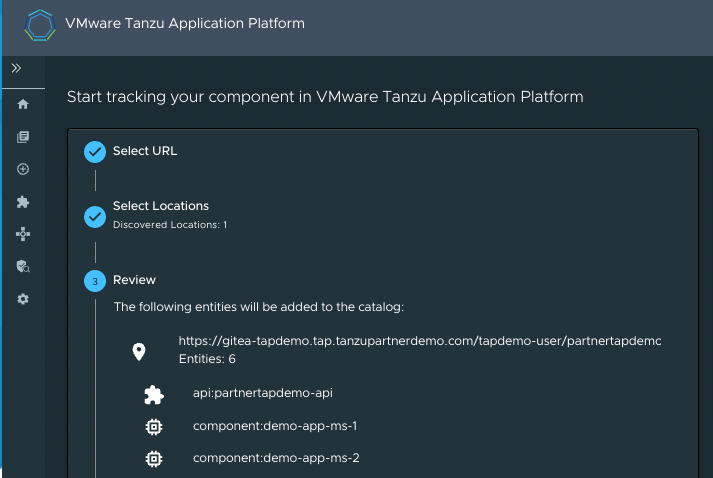 VMware Tanzu Application Platform
Start tracking your component in VMware Tanzu Application Platform
Select URL
Select Locations
Discovered Locations: 1
3
Review
The following entities will be added to the catalog:
https://gitea-tapdemo.tap.tanzupartnerdemo.com/tapdemo-user/partnertapdemo
Entities: 6
api:partnertapdemo-api
component:demo-app-ms-1
component:demo-app-ms-2